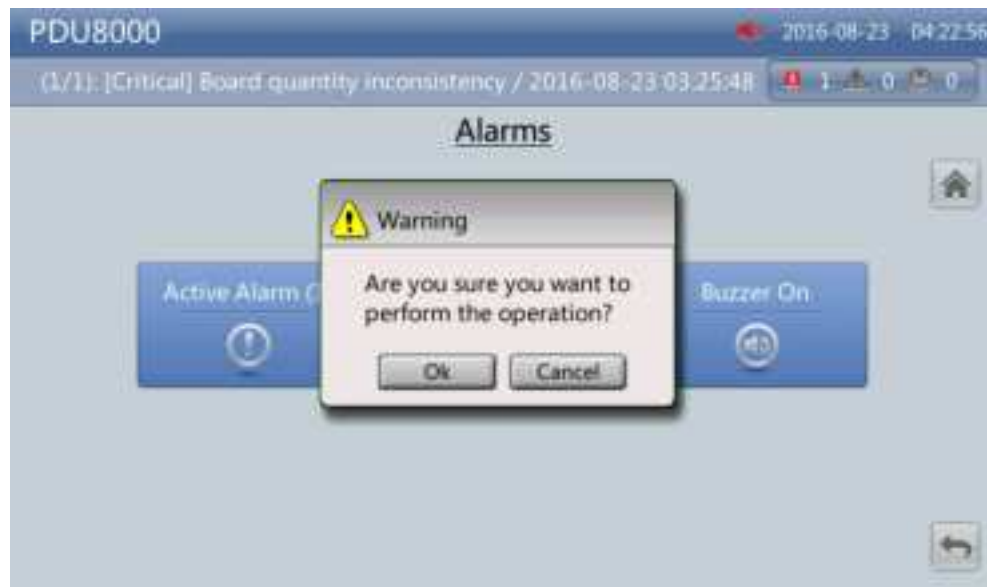 PDU8000
2016-08-23 04:22:56
(1/1): [Critical] Board quantity inconsistency / 2016-08-23 03:25:48
1 0 0
Alarms
Warning
Are you sure you want to
perform the operation?
Active Alarm (
Buzzer On
Ok Cancel